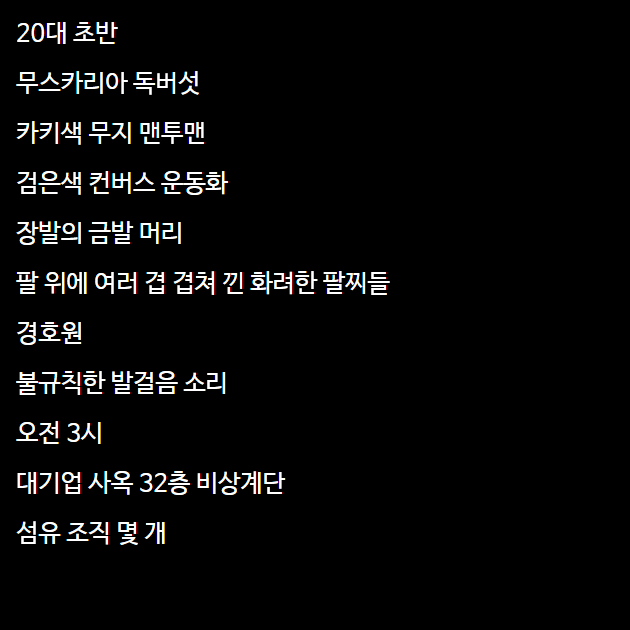 20대 초반
무스카리아 독버섯
카키색 무지 맨투맨
검은색 컨버스 운동화
장발의 금발 머리
팔 위에 여러 겹 겹쳐 낀 화려한 팔찌들
경호원
불규칙한 발걸음 소리
오전 3시
대기업 사옥 32층 비상계단
섬유 조직 몇 개